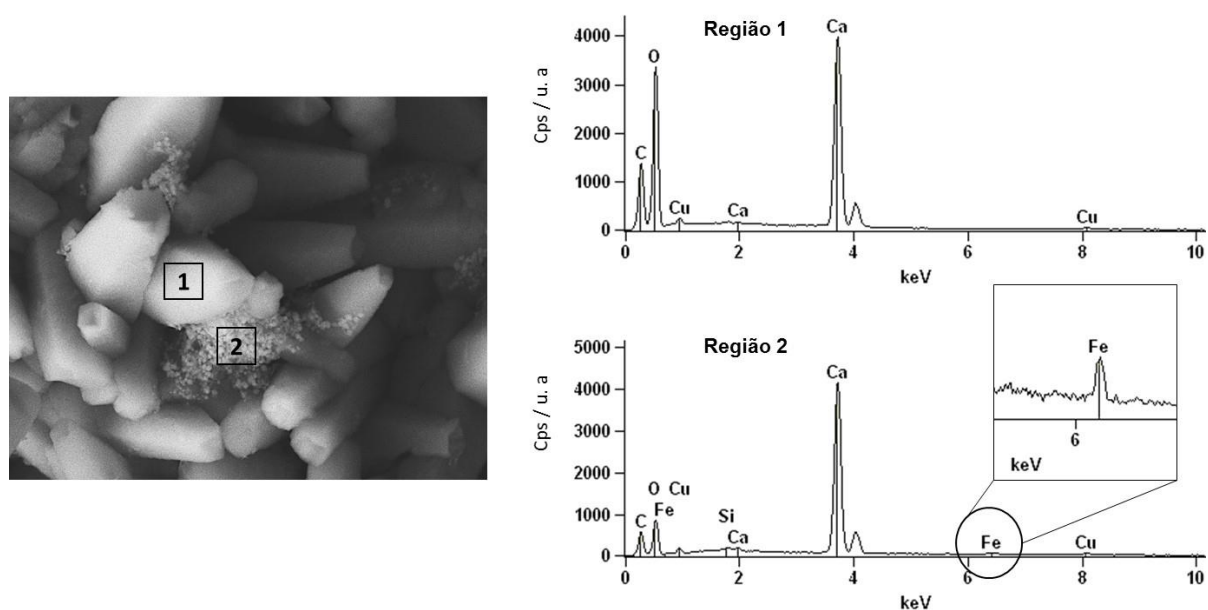 1
2
Região 1
Cps / u. a
4000
3000
2000
1000
0
C
O
Cu
Ca
Ca
Cu
0 2 4 6 8 10
keV
Região 2
Cps / u. a
5000
4000
3000
2000
1000
0
C
O Cu
Fe
Si
Ca
Ca
Fe
Cu
0 2 4 6 8 10
keV
Fe
6
keV